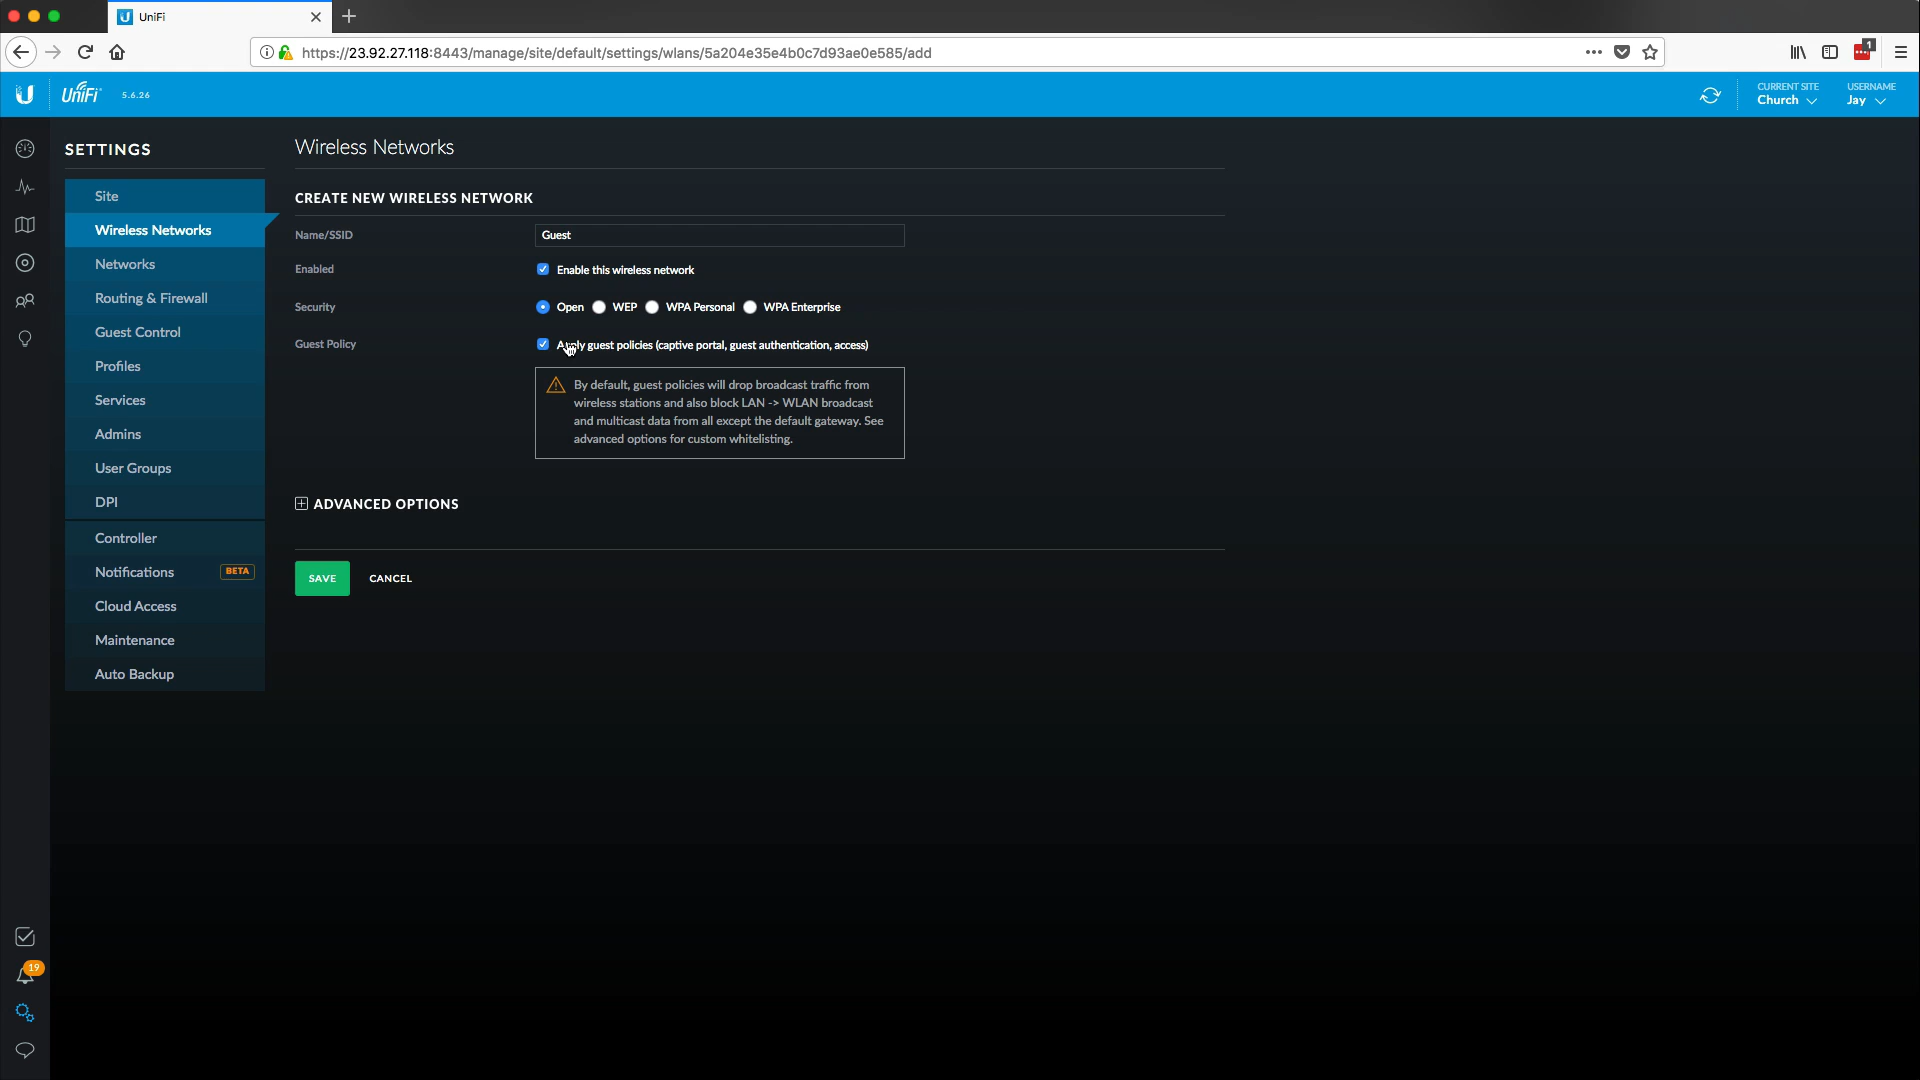 UniFi
https://23.92.27.118:8443/manage/site/default/settings/wlans/5a204e35e4b0c7d93ae0e585/add
1
U UniFi 5.6.26
CURRENT SITE
Church
USERNAME
Jay
SETTINGS
Site
Wireless Networks
Networks
Routing & Firewall
Guest Control
Profiles
Services
Admins
User Groups
DPI
Controller
Notifications BETA
Cloud Access
Maintenance
Auto Backup
19
Wireless Networks
CREATE NEW WIRELESS NETWORK
Name/SSID Guest
Enabled Enable this wireless network
Security Open WEP WPA Personal WPA Enterprise
Guest Policy Apply guest policies (captive portal, guest authentication, access)
By default, guest policies will drop broadcast traffic from
wireless stations and also block LAN -> WLAN broadcast
and multicast data from all except the default gateway. See
advanced options for custom whitelisting.
ADVANCED OPTIONS
SAVE CANCEL